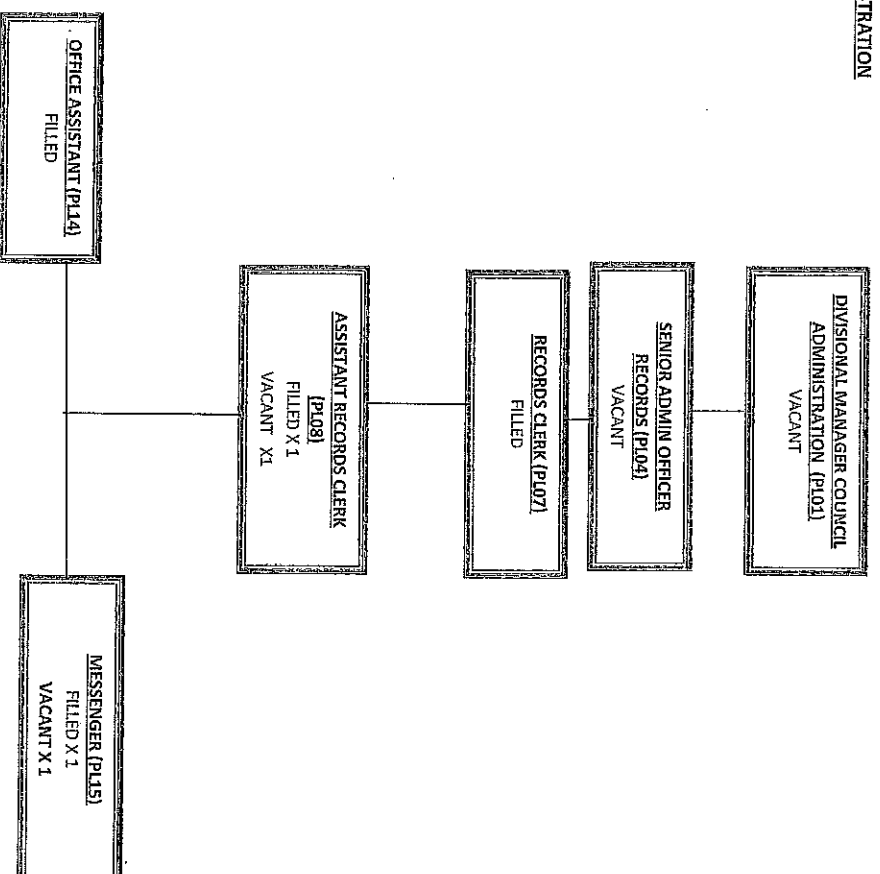 TRATION
DIVISIONAL MANAGER COUNCIL
ADMINISTRATION (PL01)
VACANT
SENIOR ADMIN OFFICER
RECORDS (PL04)
VACANT
RECORDS CLERK (PL07)
FILLED
ASSISTANT RECORDS CLERK
(PL08)
FILLED X 1
VACANT X1
OFFICE ASSISTANT (PL14)
FILLED
MESSENGER (PL15)
FILLED X 1
VACANT X 1